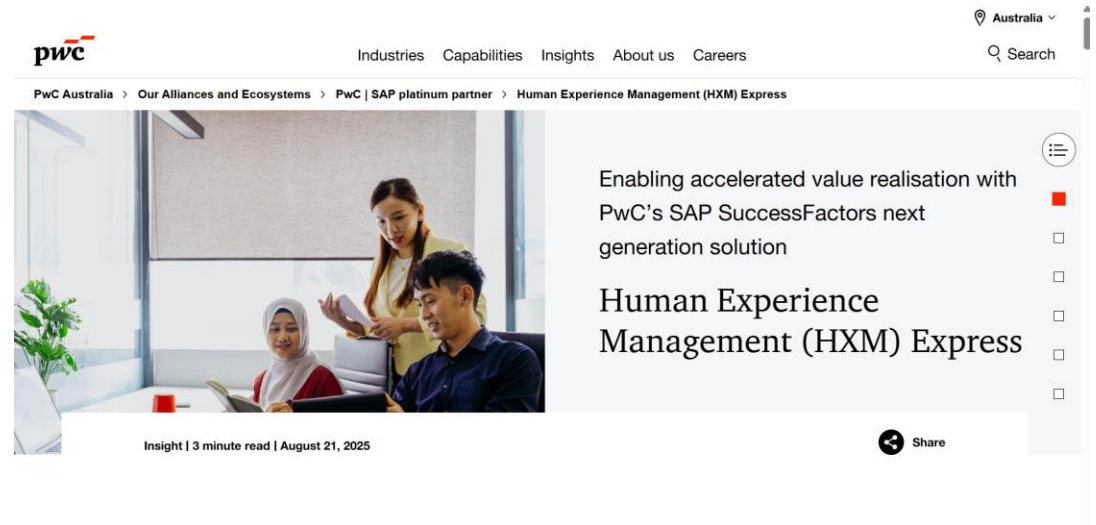 Australia
pwc
Industries Capabilities Insights About us Careers
Search
PwC Australia > Our Alliances and Ecosystems > PwC | SAP platinum partner > Human Experience Management (HXM) Express
Enabling accelerated value realisation with
PwC's SAP SuccessFactors next
generation solution
Human Experience
Management (HXM) Express
Insight | 3 minute read | August 21, 2025
Share